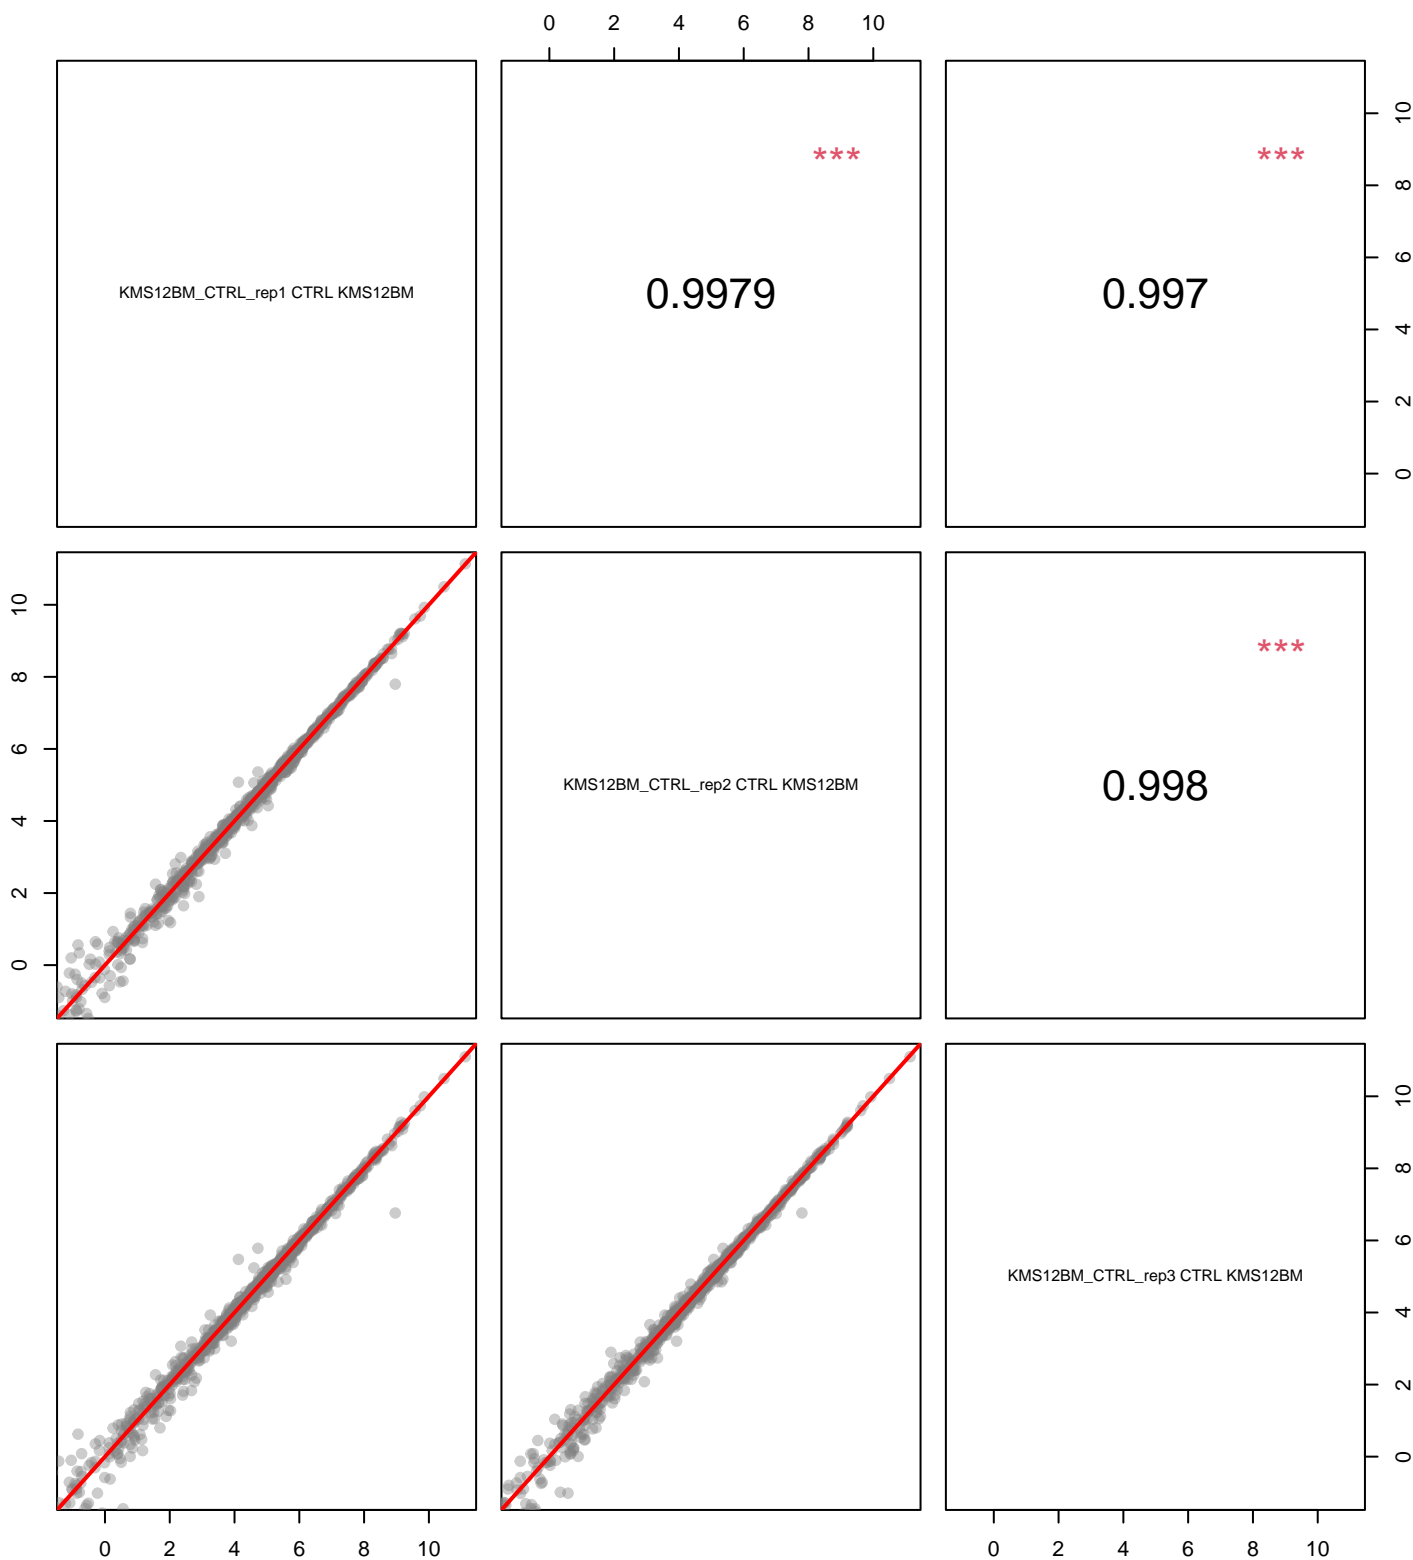 0 2 4 6 8 10
KMS12BM_CTRL_rep1 CTRL KMS12BM
***
0.9979
***
0.997
10 8 6 4 2 0
10 8 6 4 2 0
KMS12BM_CTRL_rep2 CTRL KMS12BM
***
0.998
KMS12BM_CTRL_rep3 CTRL KMS12BM
10 8 6 4 2 0
0 2 4 6 8 10
0 2 4 6 8 10